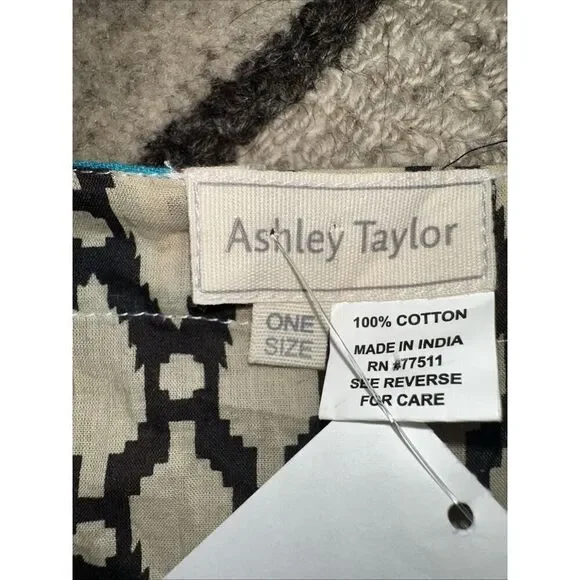 Ashley Taylor
ONE
SIZE
100% COTTON
MADE IN INDIA
RN #77511
SEE REVERSE
FOR CARE